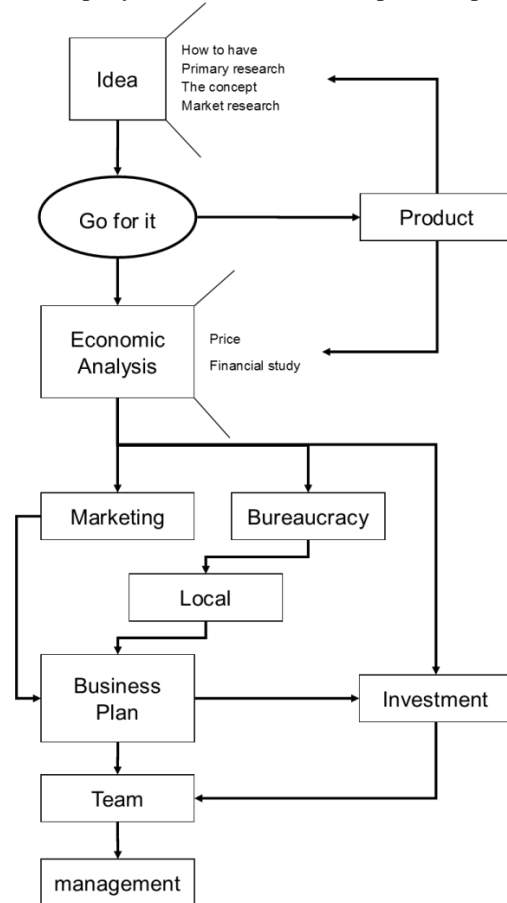 Idea
How to have
Primary research
The concept
Market research
Go for it
Product
Economic
Analysis
Price
Financial study
Marketing
Bureaucracy
Local
Business
Plan
Investment
Team
management